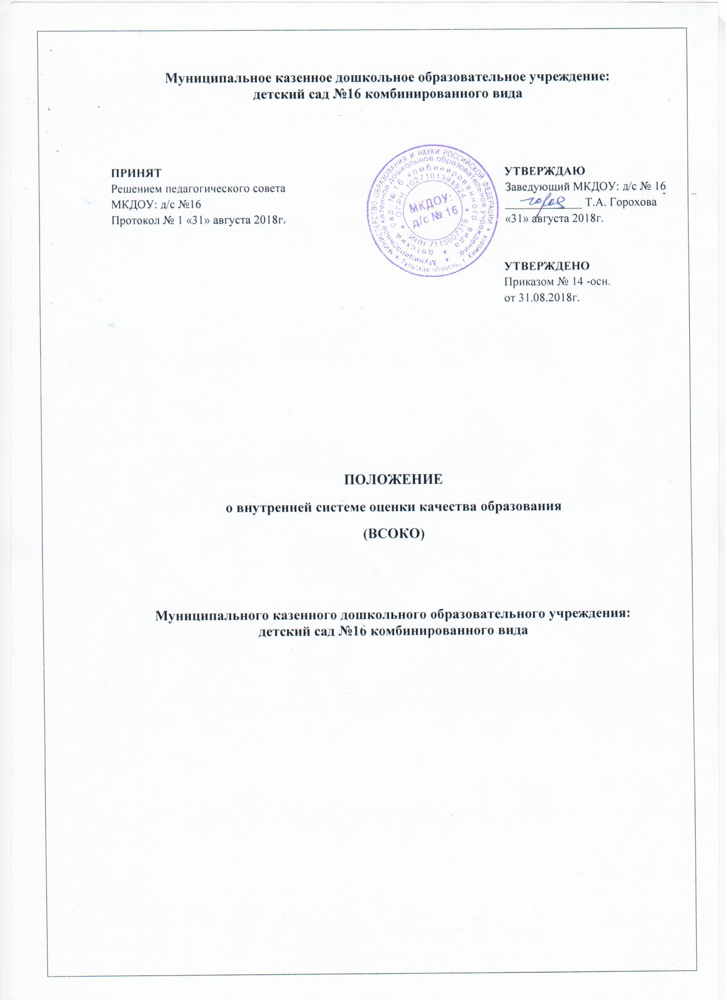 Муниципальное казенное дошкольное образовательное учреждение:
детский сад №16 комбинированного вида
ПРИНЯТ
Решением педагогического совета
МКДОУ: д/с №16
Протокол № 1 «31» августа 2018г.
МИНИСТЕРСТВО ОБРАЗОВАНИЯ И НАУКИ РОССИЙСКОЙ ФЕДЕРАЦИИ *
* Тульская область, г. Кимовск *
Муниципальное казенное дошкольное образовательное учреждение: *
детский сад №16 комбинированного вида *
ОГРН 1027101394924 *
ИНН 7115007319 *
МКДОУ:
д/с № 16
УТВЕРЖДАЮ
Заведующий МКДОУ: д/с № 16
_____________ Т.А. Горохова
«31» августа 2018г.
УТВЕРЖДЕНО
Приказом № 14 -осн.
от 31.08.2018г.
ПОЛОЖЕНИЕ
о внутренней системе оценки качества образования
(ВСОКО)
Муниципального казенного дошкольного образовательного учреждения:
детский сад №16 комбинированного вида